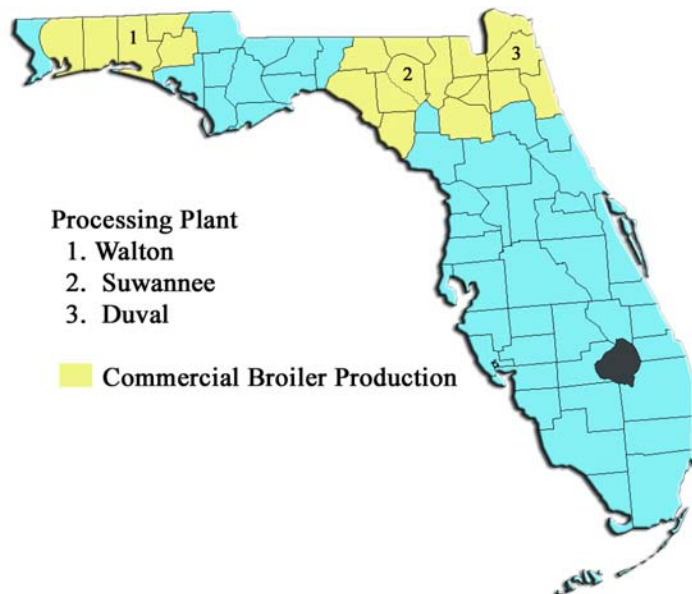 1
2
3
Processing Plant
1. Walton
2. Suwannee
3. Duval
Commercial Broiler Production